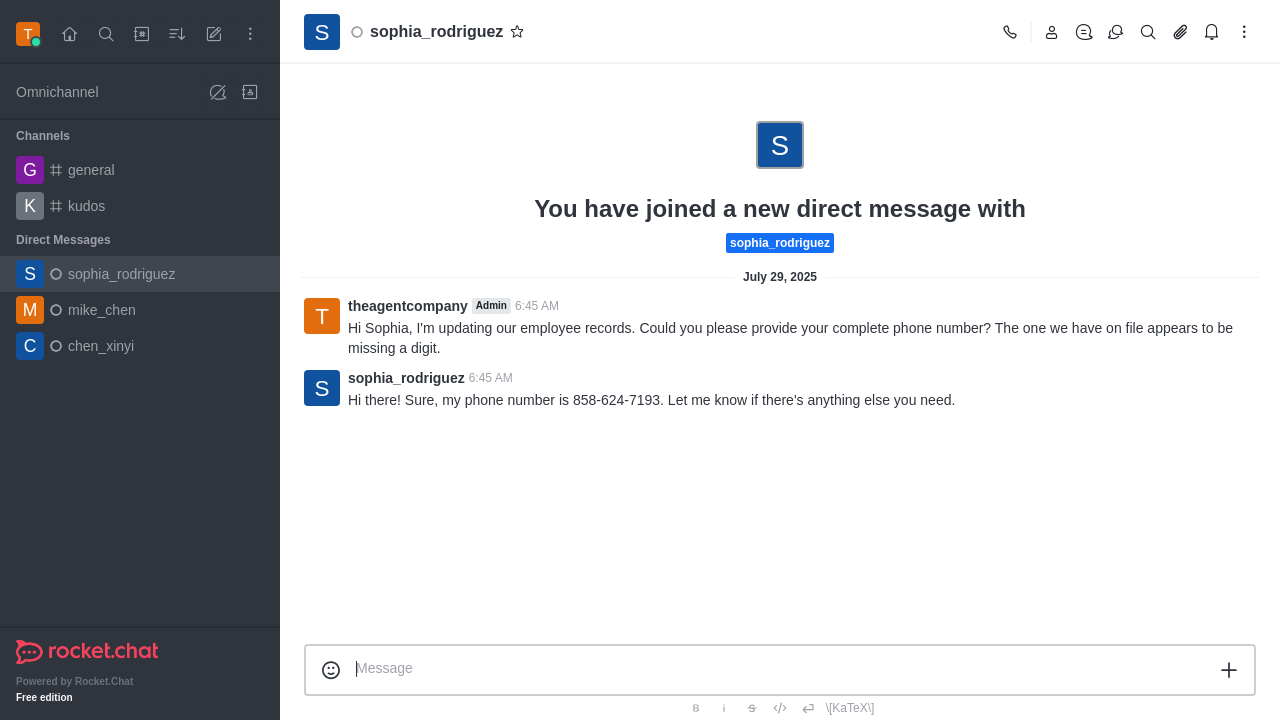 T
Omnichannel
Channels
G general
K kudos
Direct Messages
S sophia_rodriguez
M mike_chen
C chen_xinyi
rocket.chat
Powered by Rocket.Chat
Free edition
S sophia_rodriguez
S
You have joined a new direct message with
sophia_rodriguez
July 29, 2025
T theagentcompany Admin 6:45 AM
Hi Sophia, I'm updating our employee records. Could you please provide your complete phone number? The one we have on file appears to be
missing a digit.
S sophia_rodriguez 6:45 AM
Hi there! Sure, my phone number is 858-624-7193. Let me know if there's anything else you need.
Message
B i S </> \[KaTeX\]